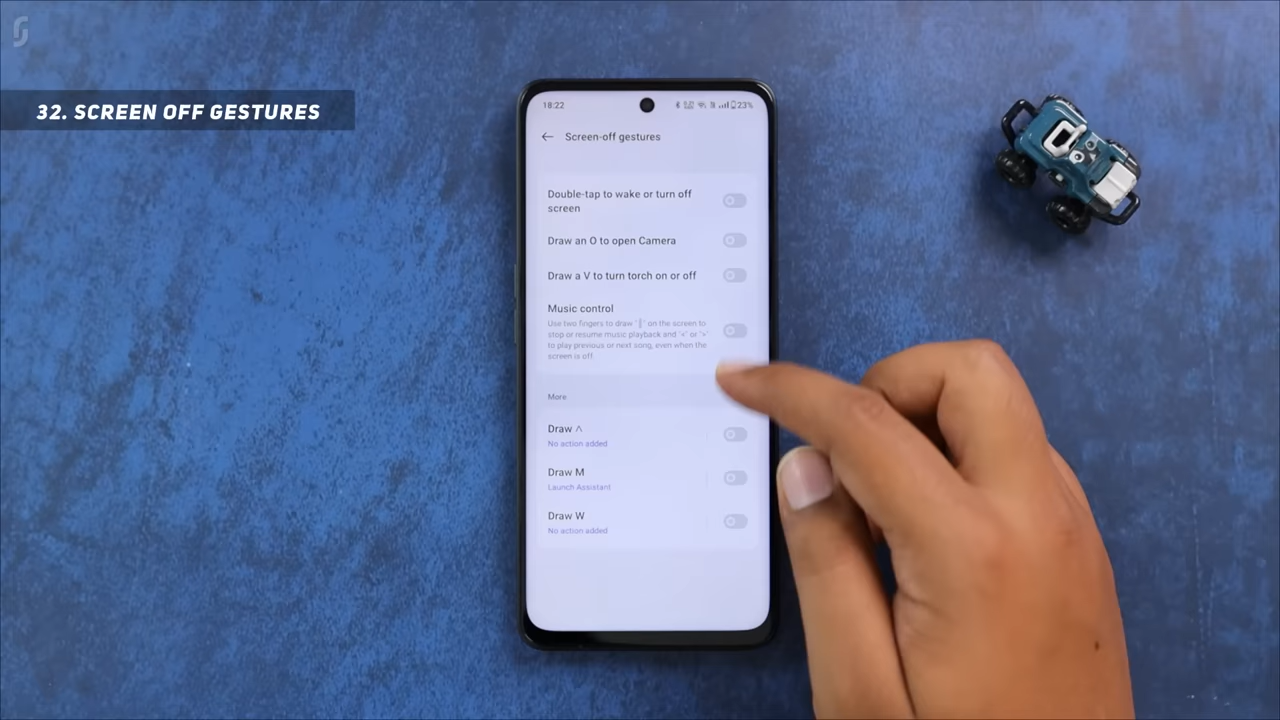 32. SCREEN OFF GESTURES
18:22
23%
Screen-off gestures
Double-tap to wake or turn off
screen
Draw an O to open Camera
Draw a V to turn torch on or off
Music control
Use two fingers to draw '||' on the screen to
stop or resume music playback and '<' or '>'
to play previous or next song, even when the
screen is off.
More
Draw ^
No action added
Draw M
Launch Assistant
Draw W
No action added